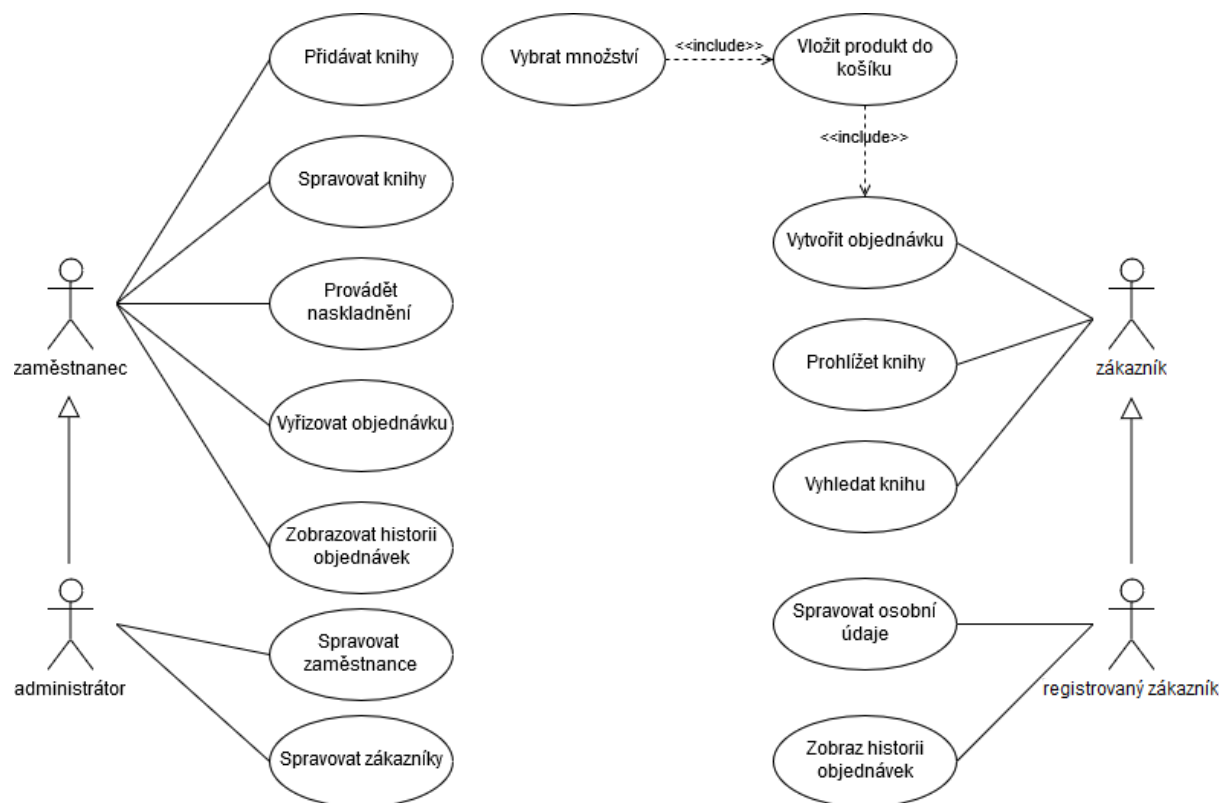 Přidávat knihy
Vybrat množství
<<include>>
Vložit produkt do
košíku
<<include>>
Spravovat knihy
Vytvořit objednávku
Provádět
naskladnění
zaměstnanec
Prohlížet knihy
zákazník
Vyřizovat objednávku
Vyhledat knihu
Zobrazovat historii
objednávek
Spravovat
zaměstnance
Spravovat osobní
údaje
administrátor
registrovaný zákazník
Spravovat zákazníky
Zobraz historii
objednávek